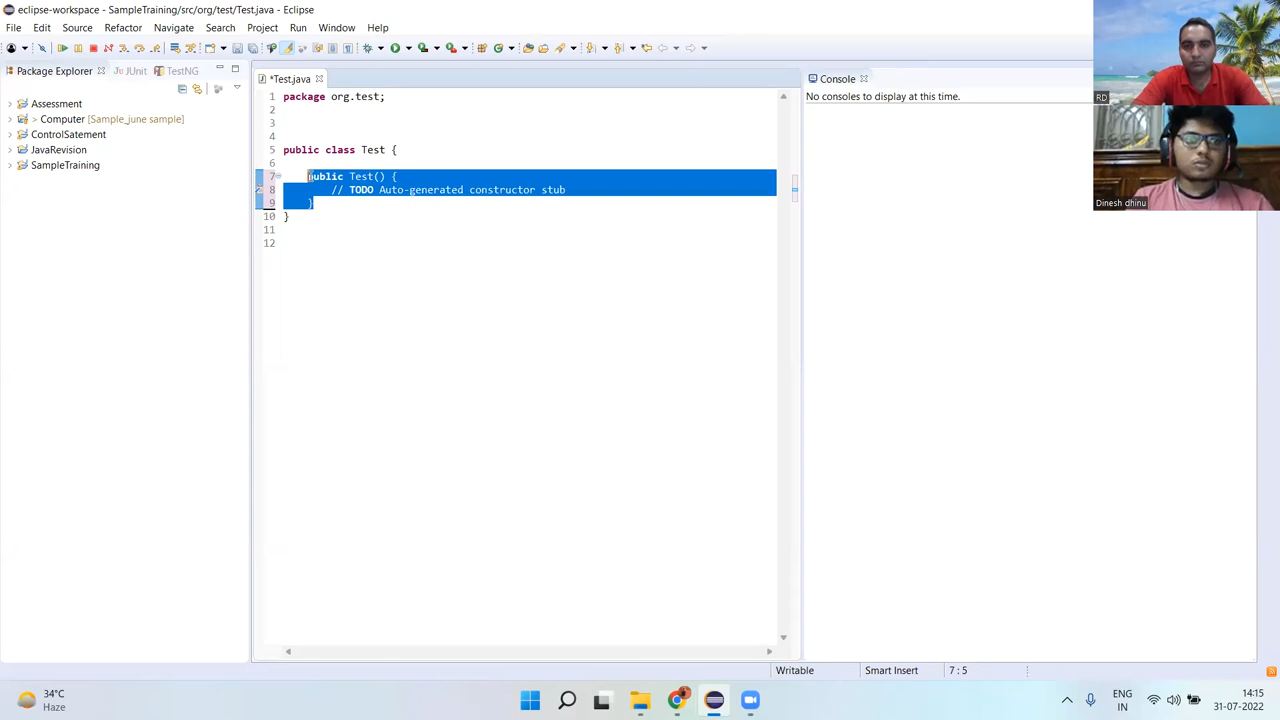 eclipse-workspace - SampleTraining/src/org/test/Test.java - Eclipse
File Edit Source Refactor Navigate Search Project Run Window Help
Package Explorer JUnit TestNG
*Test.java
Console
No consoles to display at this time.
Assessment
> Computer [Sample_june sample]
ControlSatement
JavaRevision
SampleTraining
1 package org.test;
2
3
4
5 public class Test {
6
7 public Test() {
8 // TODO Auto-generated constructor stub
9 }
10 }
11
12
RD
Dinesh dhinu
Writable Smart Insert 7 : 5
34°C
Haze
ENG
IN
14:15
31-07-2022